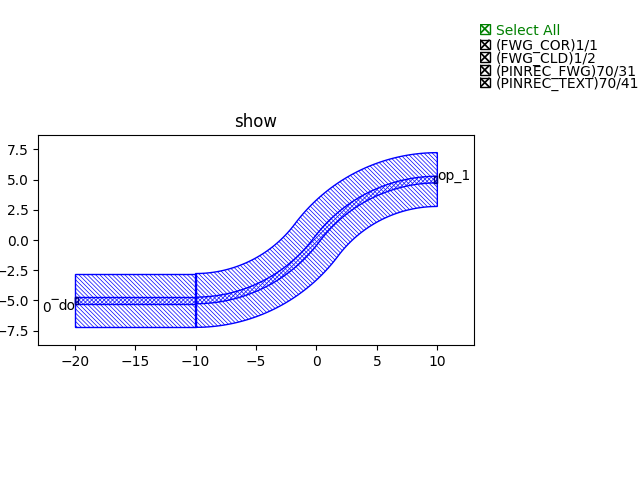 Select All
(FWG_COR)1/1
(FWG_CLD)1/2
(PINREC_FWG)70/31
(PINREC_TEXT)70/41
show
7.5
5.0
2.5
0.0
−2.5
−5.0
−7.5
op_1
−20
−15
−10
−5
0
5
10